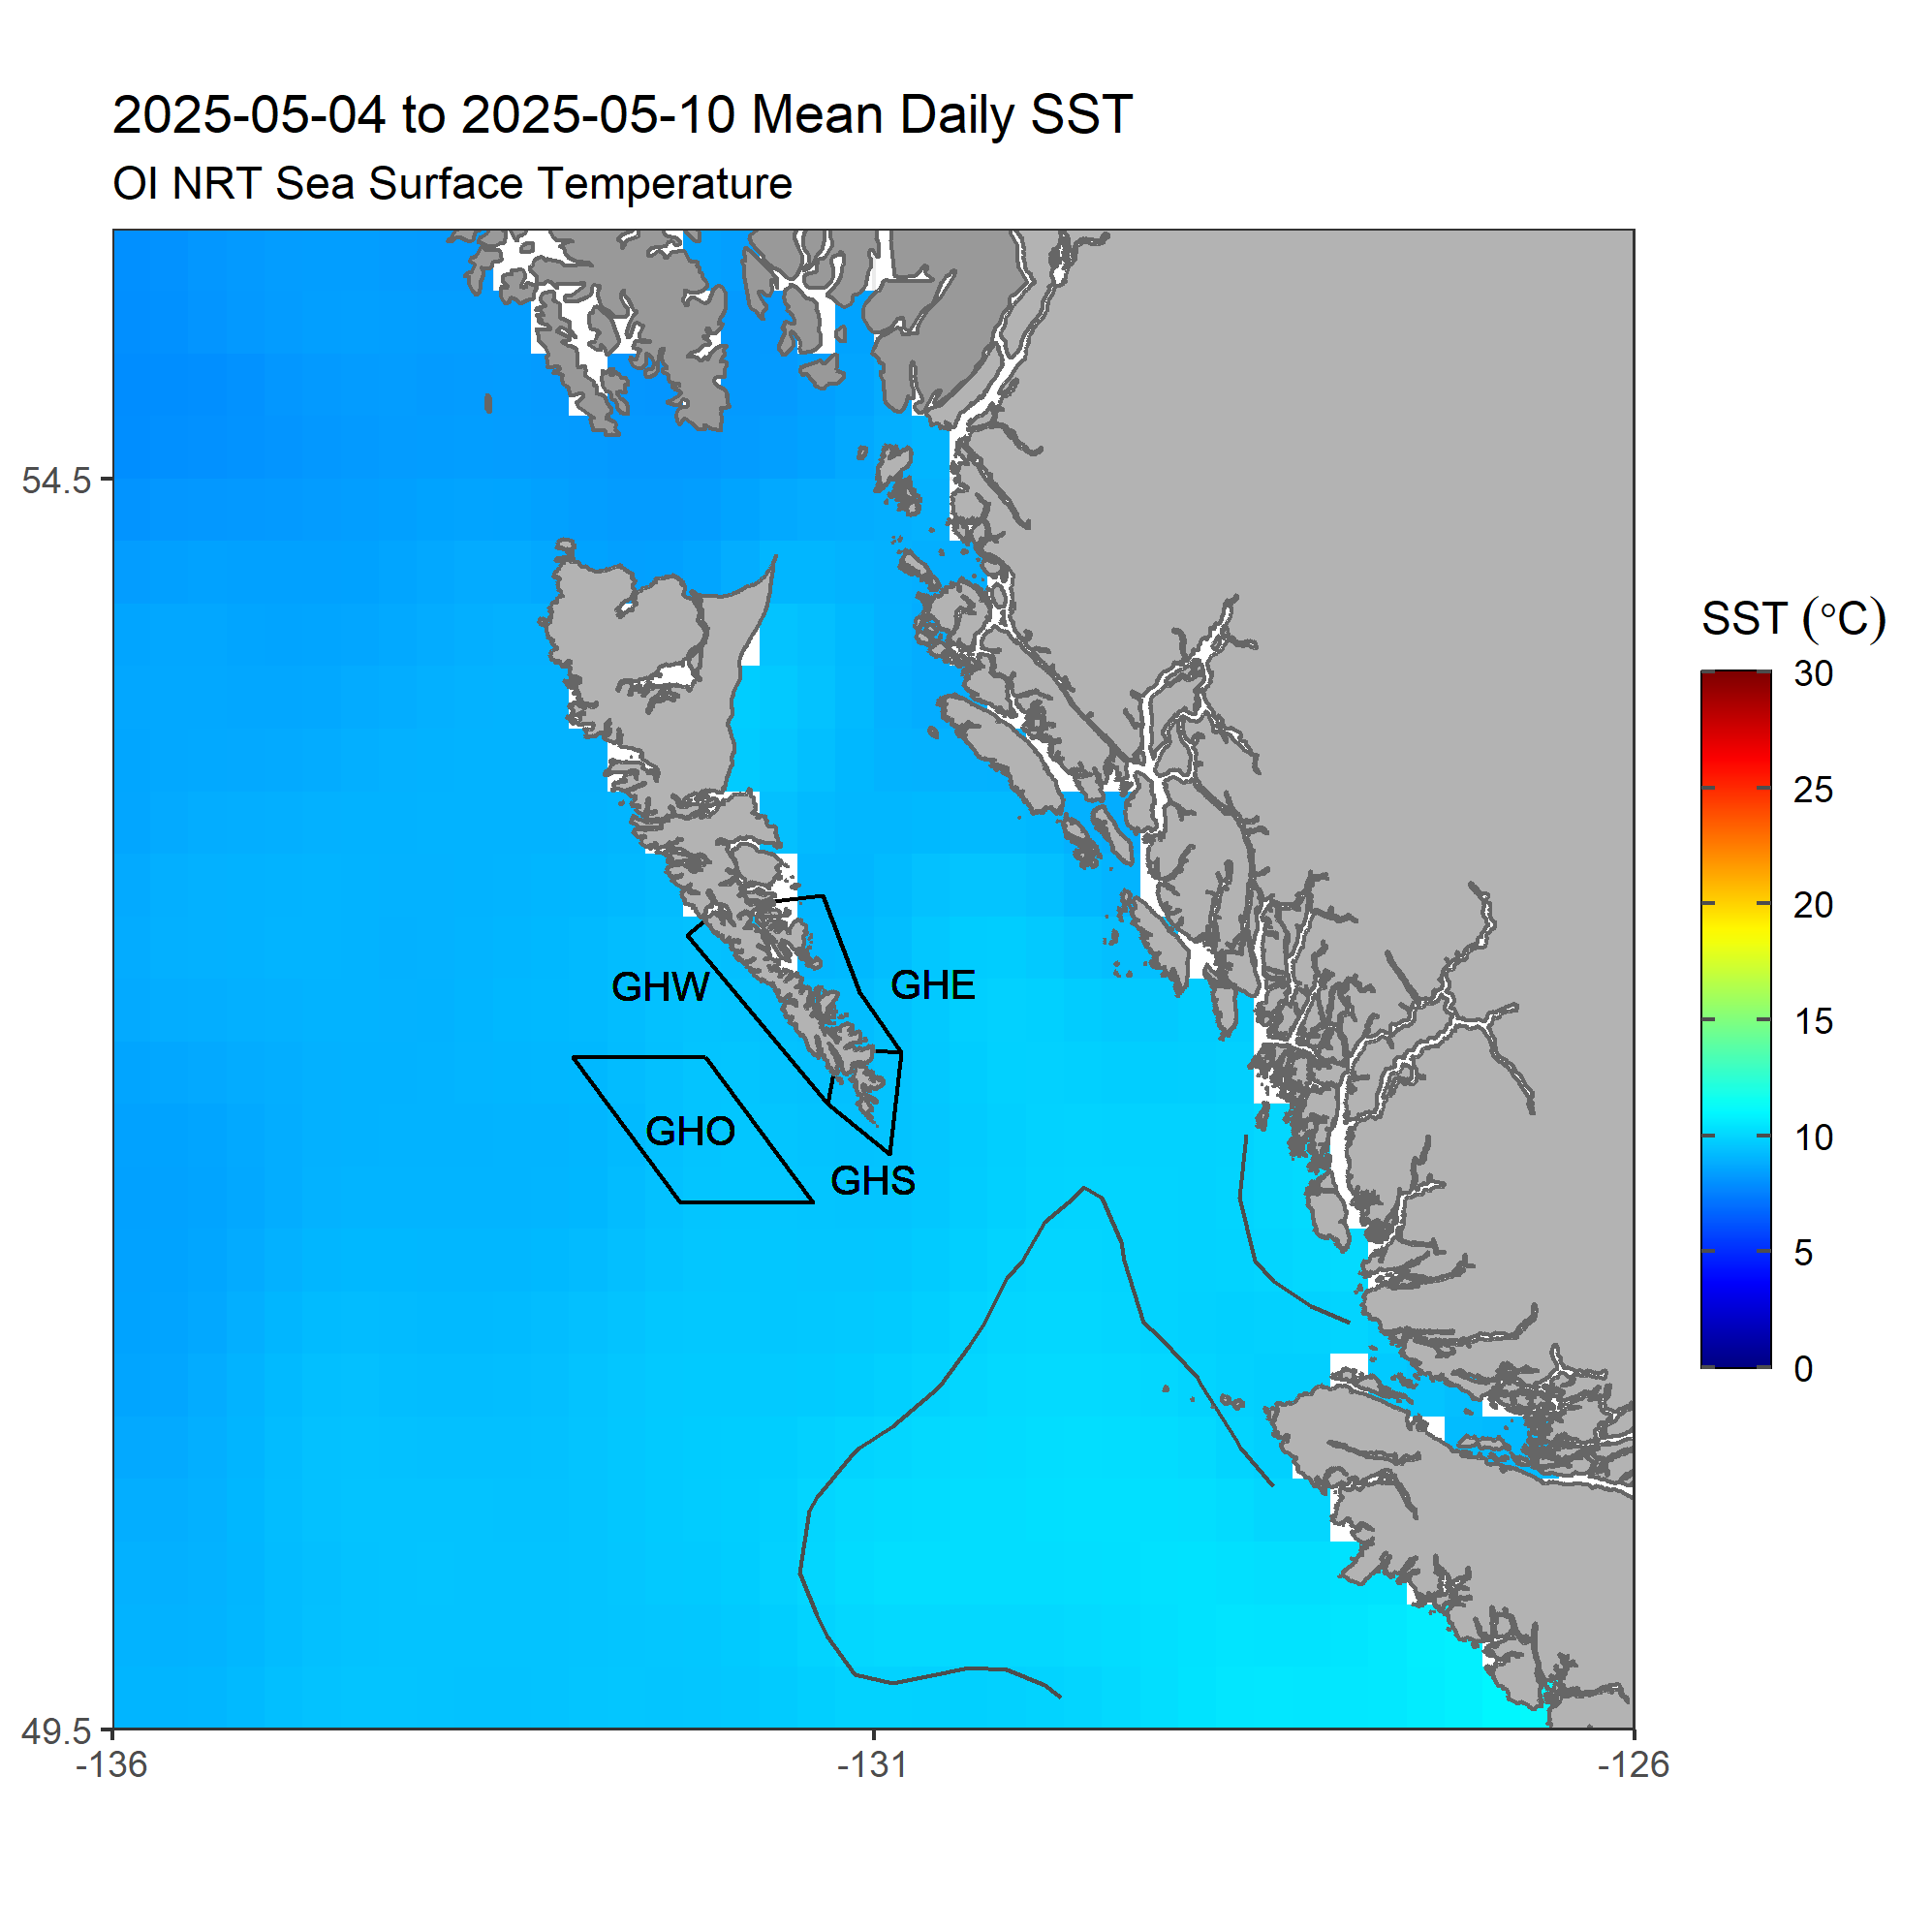 2025-05-04 to 2025-05-10 Mean Daily SST
OI NRT Sea Surface Temperature
54.5
49.5
-136
-131
-126
GHW
GHE
GHO
GHS
SST (°C)
30
25
20
15
10
5
0